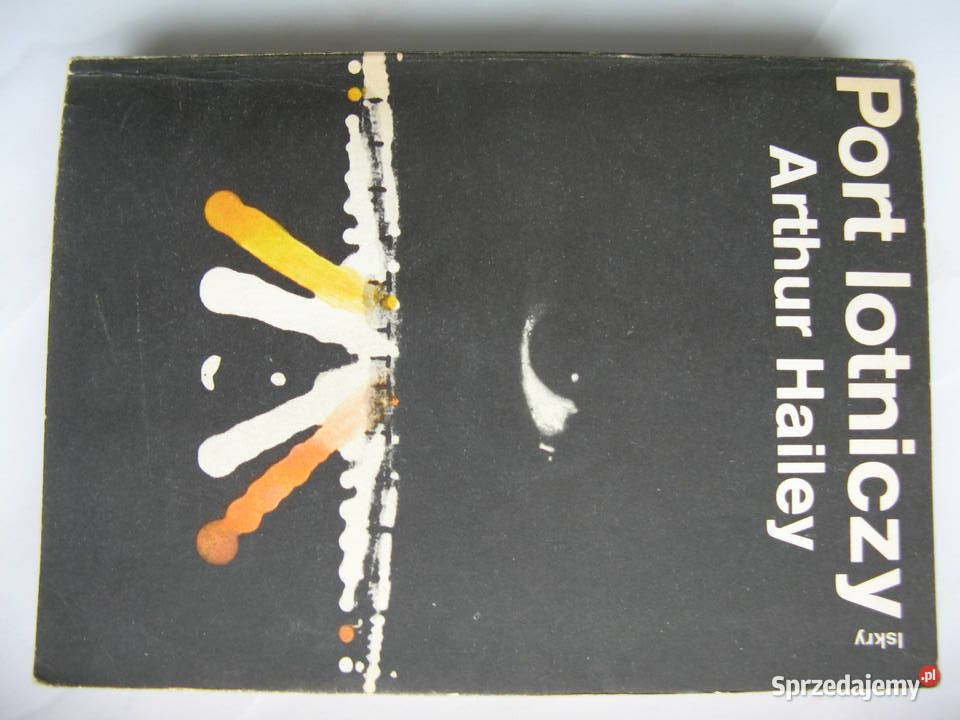 Port lotniczy
Arthur Hailey
Iskry
Sprzedajemy.pl